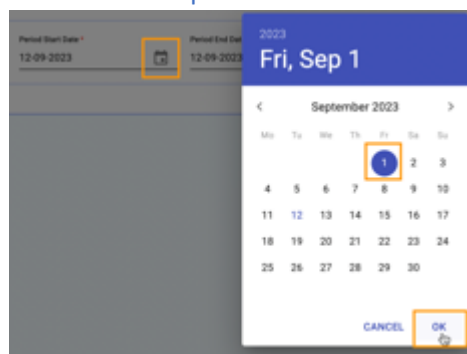 Period Start Date *
Period End Dat
12-09-2023
12-09-2023
2023
Fri, Sep 1
September 2023
Mo Tu We Th Fr Sa Su
1 2 3
4 5 6 7 8 9 10
11 12 13 14 15 16 17
18 19 20 21 22 23 24
25 26 27 28 29 30
CANCEL OK